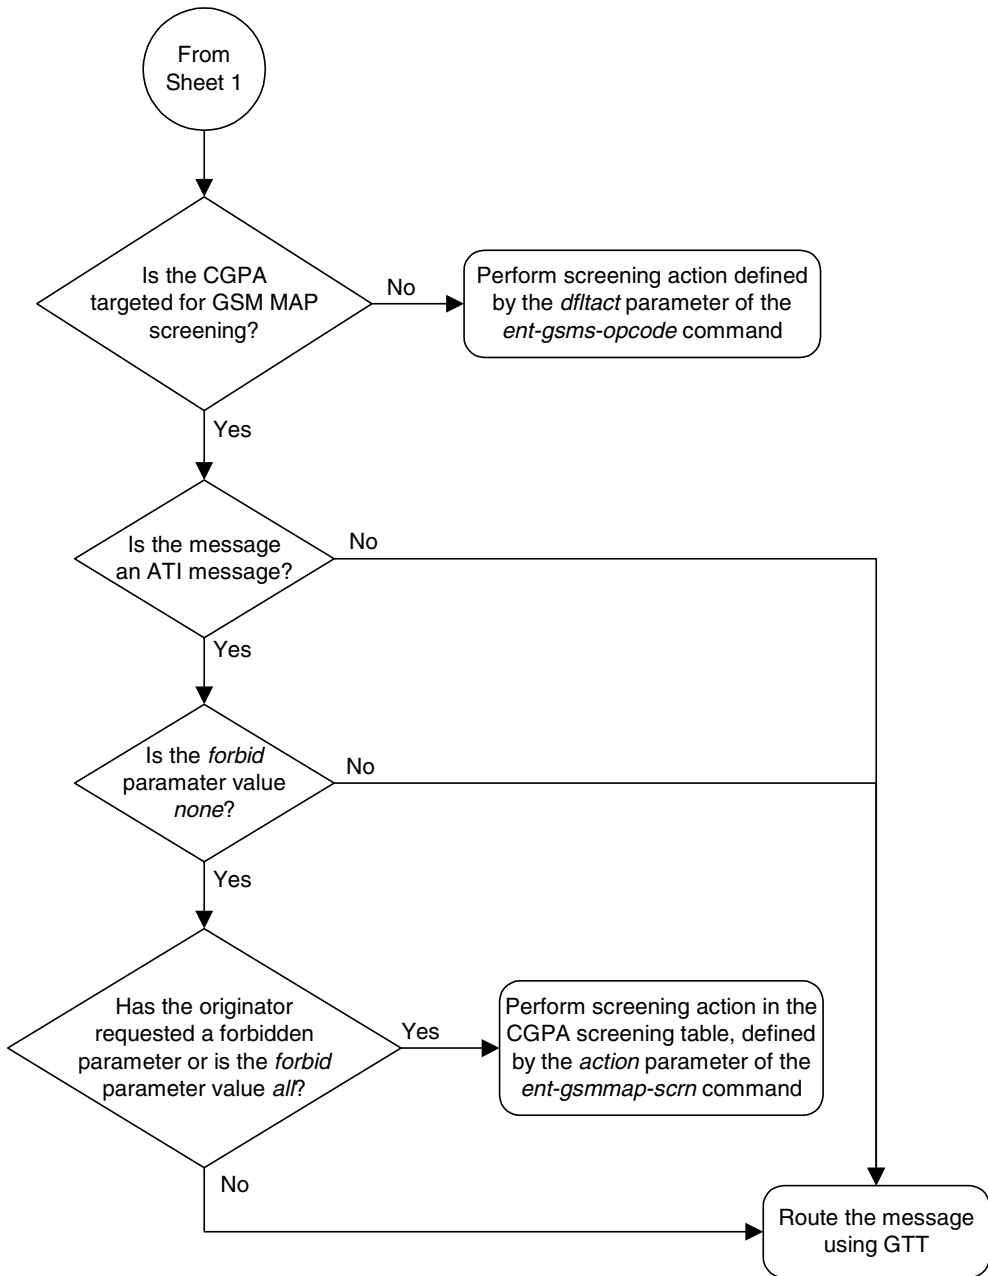 From
Sheet 1
Is the CGPA
targeted for GSM MAP
screening?
No
Perform screening action defined
by the dfltact parameter of the
ent-gsms-opcode command
Yes
Is the message
an ATI message?
No
Yes
Is the forbid
paramater value
none?
No
Yes
Has the originator
requested a forbidden
parameter or is the forbid
parameter value all?
Yes
Perform screening action in the
CGPA screening table, defined
by the action parameter of the
ent-gsmmap-scrn command
No
Route the message
using GTT